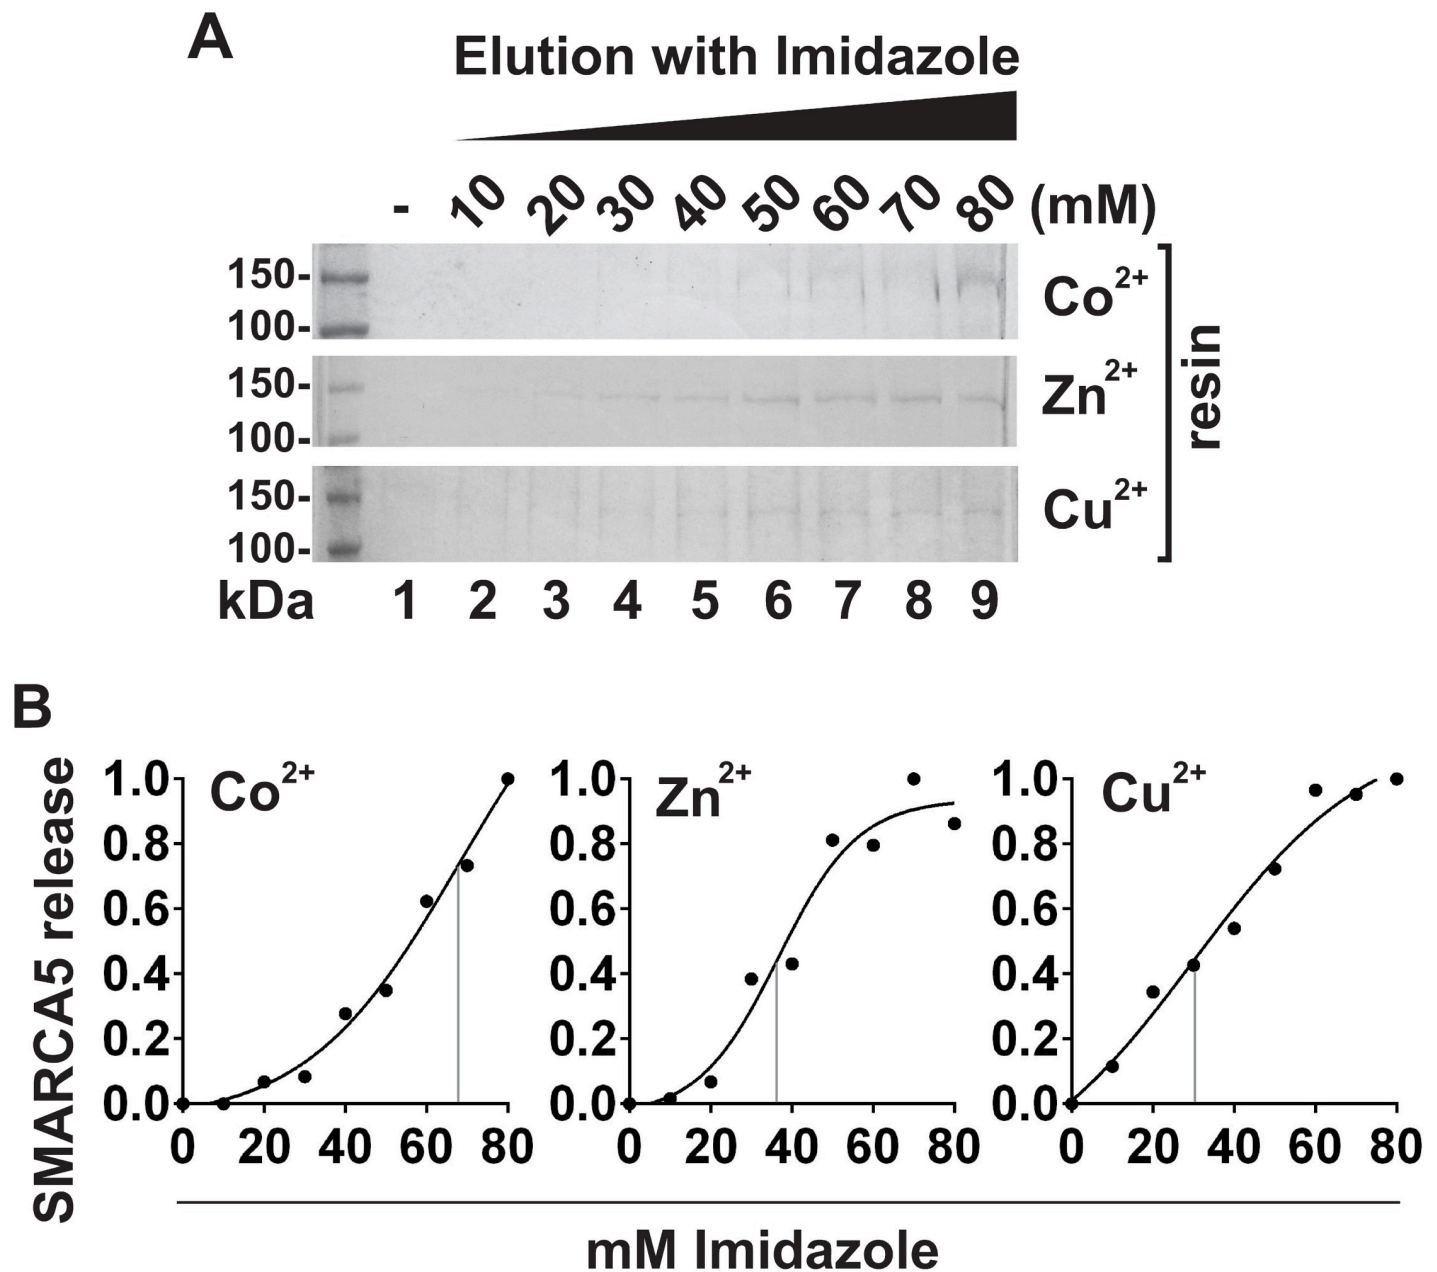 A
Elution with Imidazole
- 10 20 30 40 50 60 70 80 (mM)
150-
100-
Co²⁺
150-
100-
Zn²⁺
150-
100-
Cu²⁺
resin
kDa 1 2 3 4 5 6 7 8 9
B
SMARCA5 release
Co²⁺
1.0
0.8
0.6
0.4
0.2
0.0
0 20 40 60 80
Zn²⁺
1.0
0.8
0.6
0.4
0.2
0.0
0 20 40 60 80
Cu²⁺
1.0
0.8
0.6
0.4
0.2
0.0
0 20 40 60 80
mM Imidazole